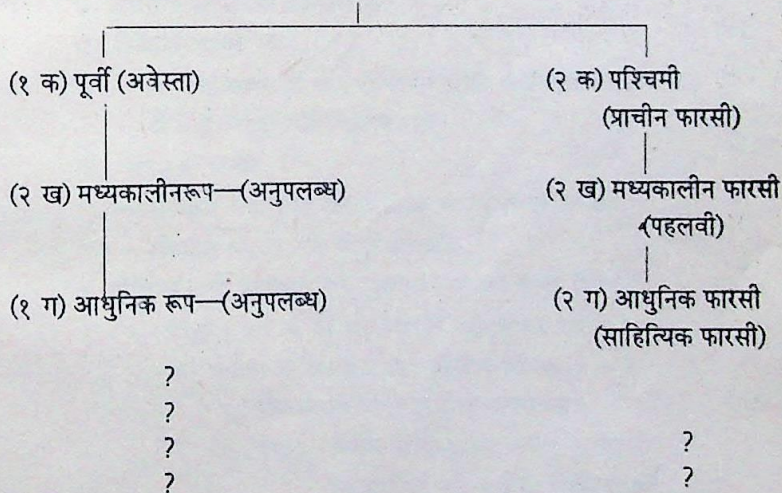 (१ क) पूर्वी (अवेस्ता) (२ क) पश्चिमी
(प्राचीन फारसी)
(२ ख) मध्यकालीनरूप—(अनुपलब्ध) (२ ख) मध्यकालीन फारसी
(पहलवी)
(१ ग) आधुनिक रूप—(अनुपलब्ध) (२ ग) आधुनिक फारसी
(साहित्यिक फारसी)
?
?
? ?
? ?